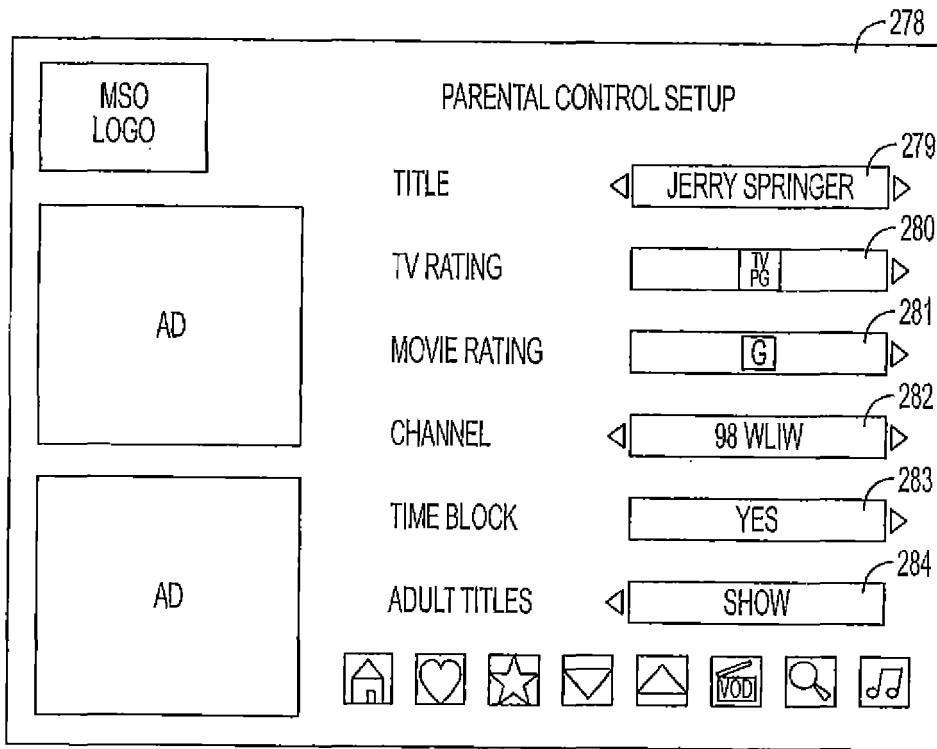 278
MSO
LOGO
PARENTAL CONTROL SETUP
279
TITLE
JERRY SPRINGER
280
TV RATING
TV
PG
281
AD
MOVIE RATING
G
282
CHANNEL
98 WLIW
283
TIME BLOCK
YES
284
AD
ADULT TITLES
SHOW
VOD